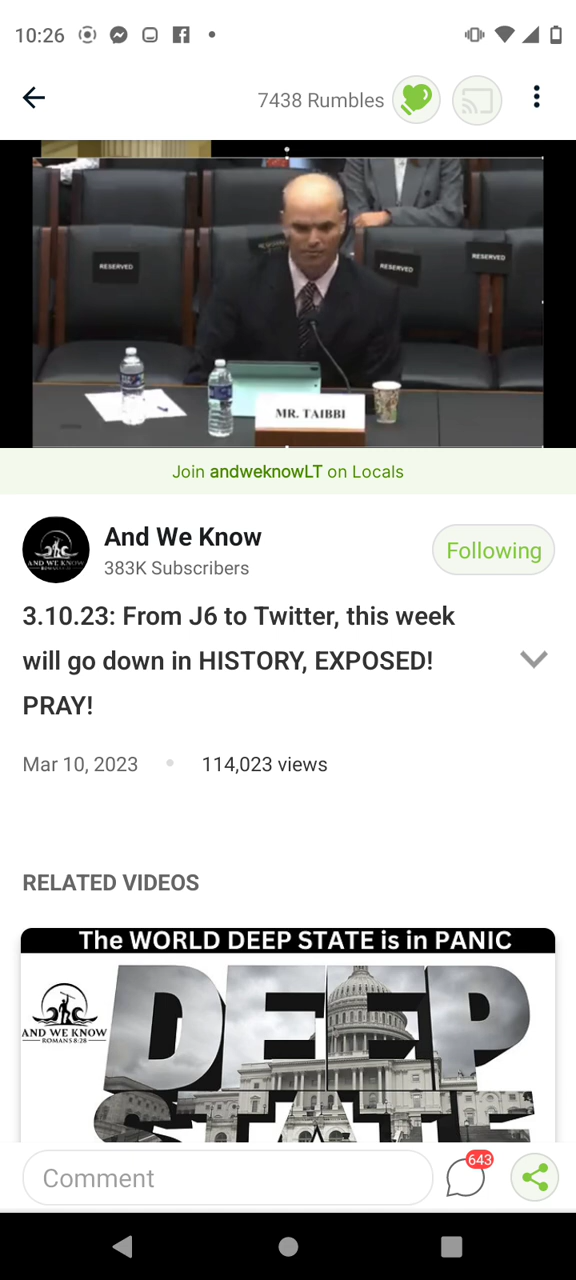 10:26
7438 Rumbles
RESERVED
RESERVED
RESERVED
MR. TAIBBI
Join andweknowLT on Locals
AND WE KNOW
And We Know
383K Subscribers
Following
3.10.23: From J6 to Twitter, this week
will go down in HISTORY, EXPOSED!
PRAY!
Mar 10, 2023 • 114,023 views
RELATED VIDEOS
The WORLD DEEP STATE is in PANIC
AND WE KNOW
ROMANS 8:28
DEEP
STATE
Comment
643